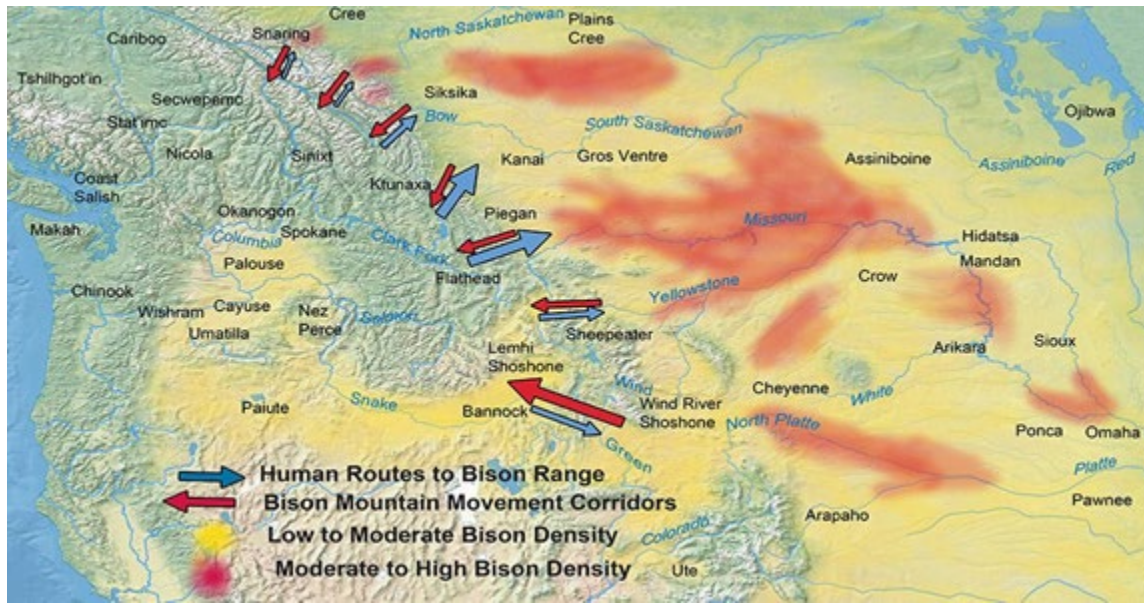 Cree
North Saskatchewan
Plains
Cree
Cariboo
Snaring
Tshilhgot'in
Secwepemc
Siksika
Bow
Stat'imc
South Saskatchewan
Ojibwa
Nicola
Sinixt
Kanai
Gros Ventre
Assiniboine
Assiniboine
Red
Coast
Salish
Ktunaxa
Okanogon
Piegan
Missouri
Makah
Columbia
Spokane
Clark Fork
Hidatsa
Mandan
Palouse
Flathead
Crow
Chinook
Wishram
Cayuse
Umatilla
Nez
Perce
Salmon
Yellowstone
Sheepeater
Arikara
Sioux
Lemhi
Shoshone
Wind
Cheyenne
White
Paiute
Snake
Bannock
Wind River
Shoshone
North Platte
Ponca
Omaha
Green
Platte
Human Routes to Bison Range
Bison Mountain Movement Corridors
Pawnee
Arapaho
Low to Moderate Bison Density
Colorado
Moderate to High Bison Density
Ute